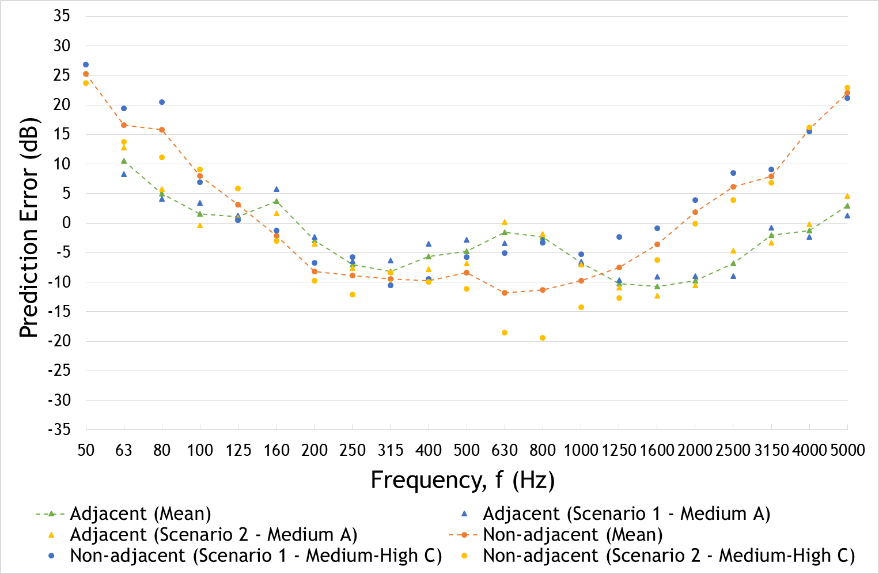 35
30
25
20
15
10
5
0
-5
-10
-15
-20
-25
-30
-35
Prediction Error (dB)
50 63 80 100 125 160 200 250 315 400 500 630 800 1000 1250 1600 2000 2500 3150 4000 5000
Frequency, f (Hz)
Adjacent (Mean) Adjacent (Scenario 1 - Medium A)
Adjacent (Scenario 2 - Medium A) Non-adjacent (Mean)
Non-adjacent (Scenario 1 - Medium-High C) Non-adjacent (Scenario 2 - Medium-High C)